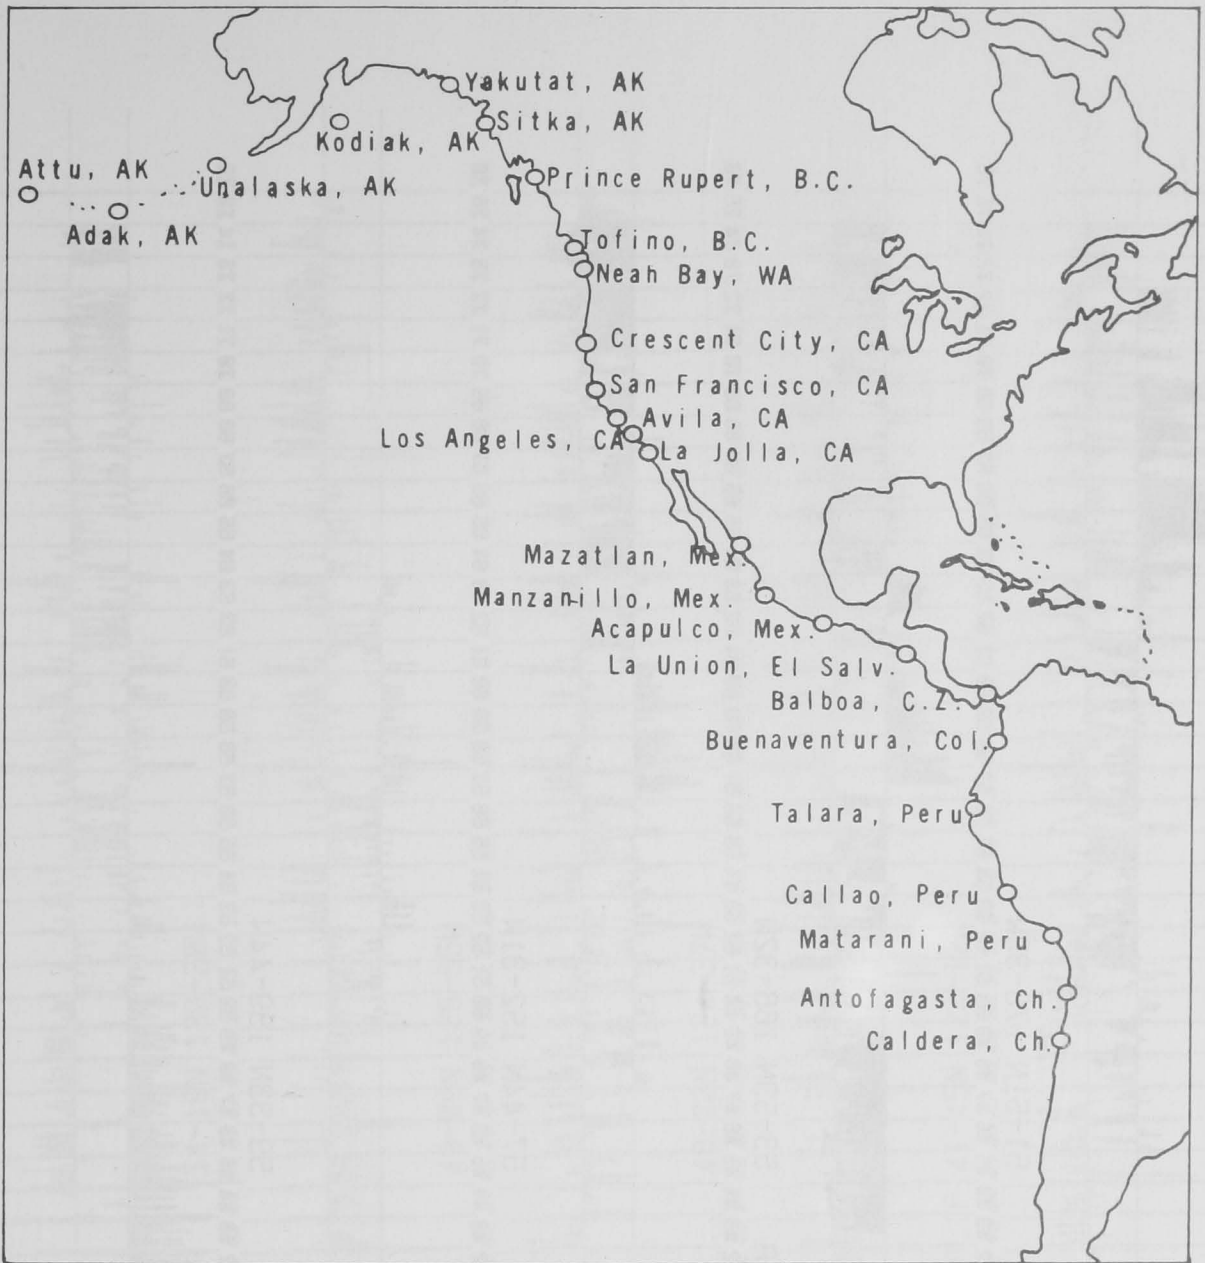 Yakutat, AK
Sitka, AK
Kodiak, AK
Attu, AK
Unalaska, AK
Prince Rupert, B.C.
Adak, AK
Tofino, B.C.
Neah Bay, WA
Crescent City, CA
San Francisco, CA
Avila, CA
Los Angeles, CA
La Jolla, CA
Mazatlan, Mex.
Manzanillo, Mex.
Acapulco, Mex.
La Union, El Salv.
Balboa, C.Z.
Buenaventura, Col.
Talara, Peru
Callao, Peru
Matarani, Peru
Antofagasta, Ch.
Caldera, Ch.